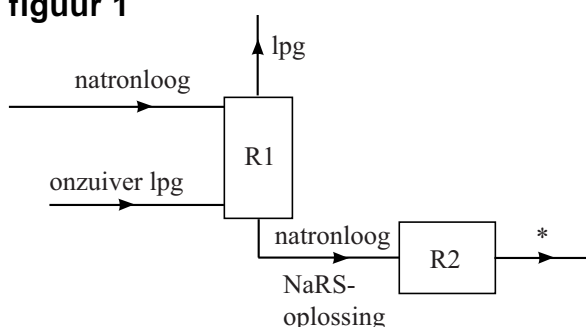 figuur 1
lpg
natronloog
R1
onzuiver lpg
natronloog
*
R2
NaRS-
oplossing